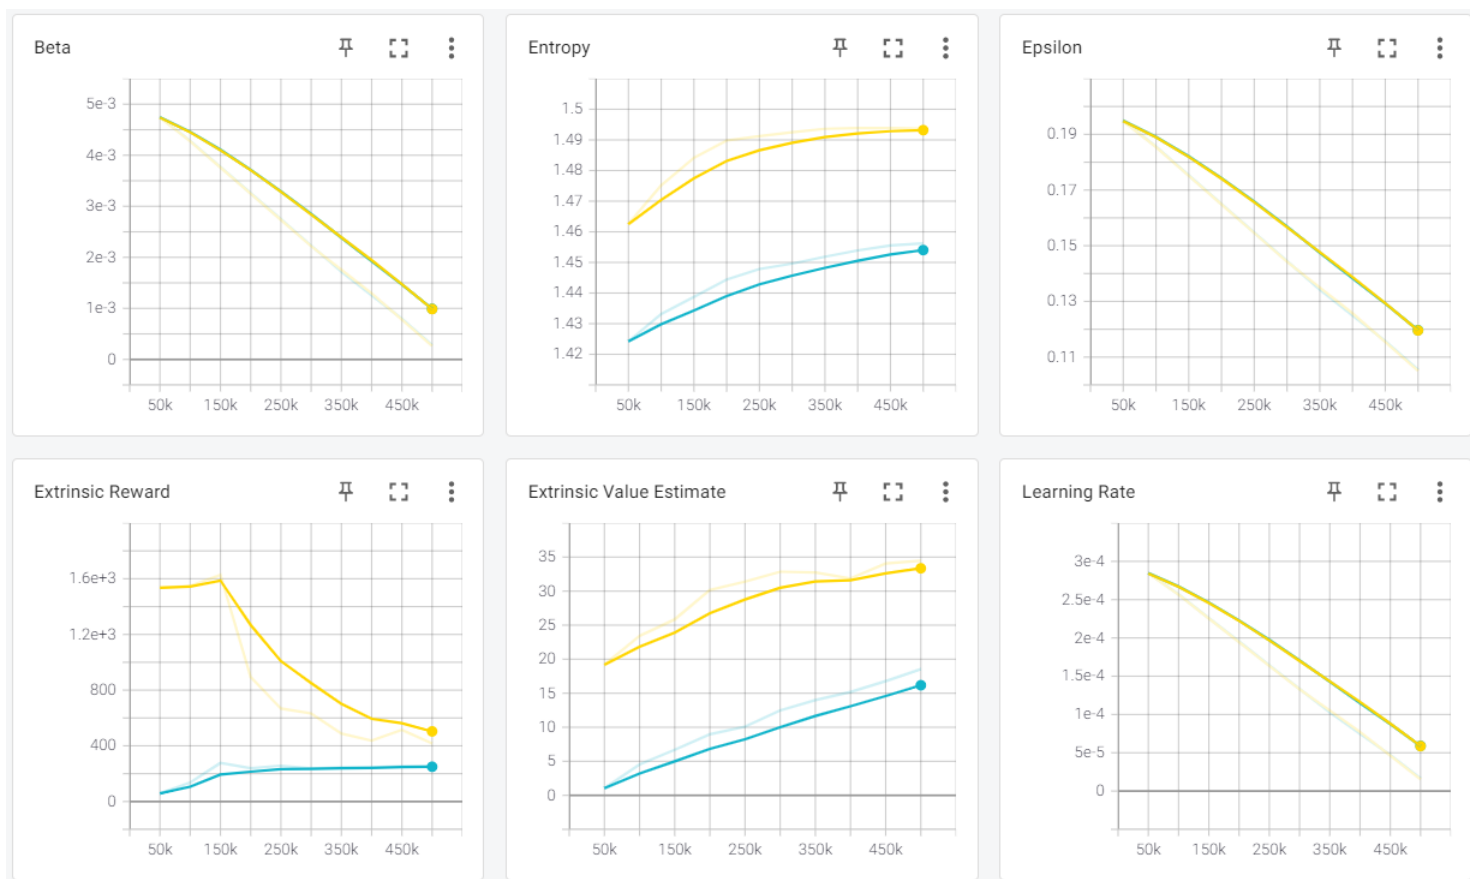 Beta
5e-3
4e-3
3e-3
2e-3
1e-3
0
50k 150k 250k 350k 450k
Entropy
1.5
1.49
1.48
1.47
1.46
1.45
1.44
1.43
1.42
50k 150k 250k 350k 450k
Epsilon
0.19
0.17
0.15
0.13
0.11
50k 150k 250k 350k 450k
Extrinsic Reward
1.6e+3
1.2e+3
800
400
0
50k 150k 250k 350k 450k
Extrinsic Value Estimate
35
30
25
20
15
10
5
0
50k 150k 250k 350k 450k
Learning Rate
3e-4
2.5e-4
2e-4
1.5e-4
1e-4
5e-5
0
50k 150k 250k 350k 450k